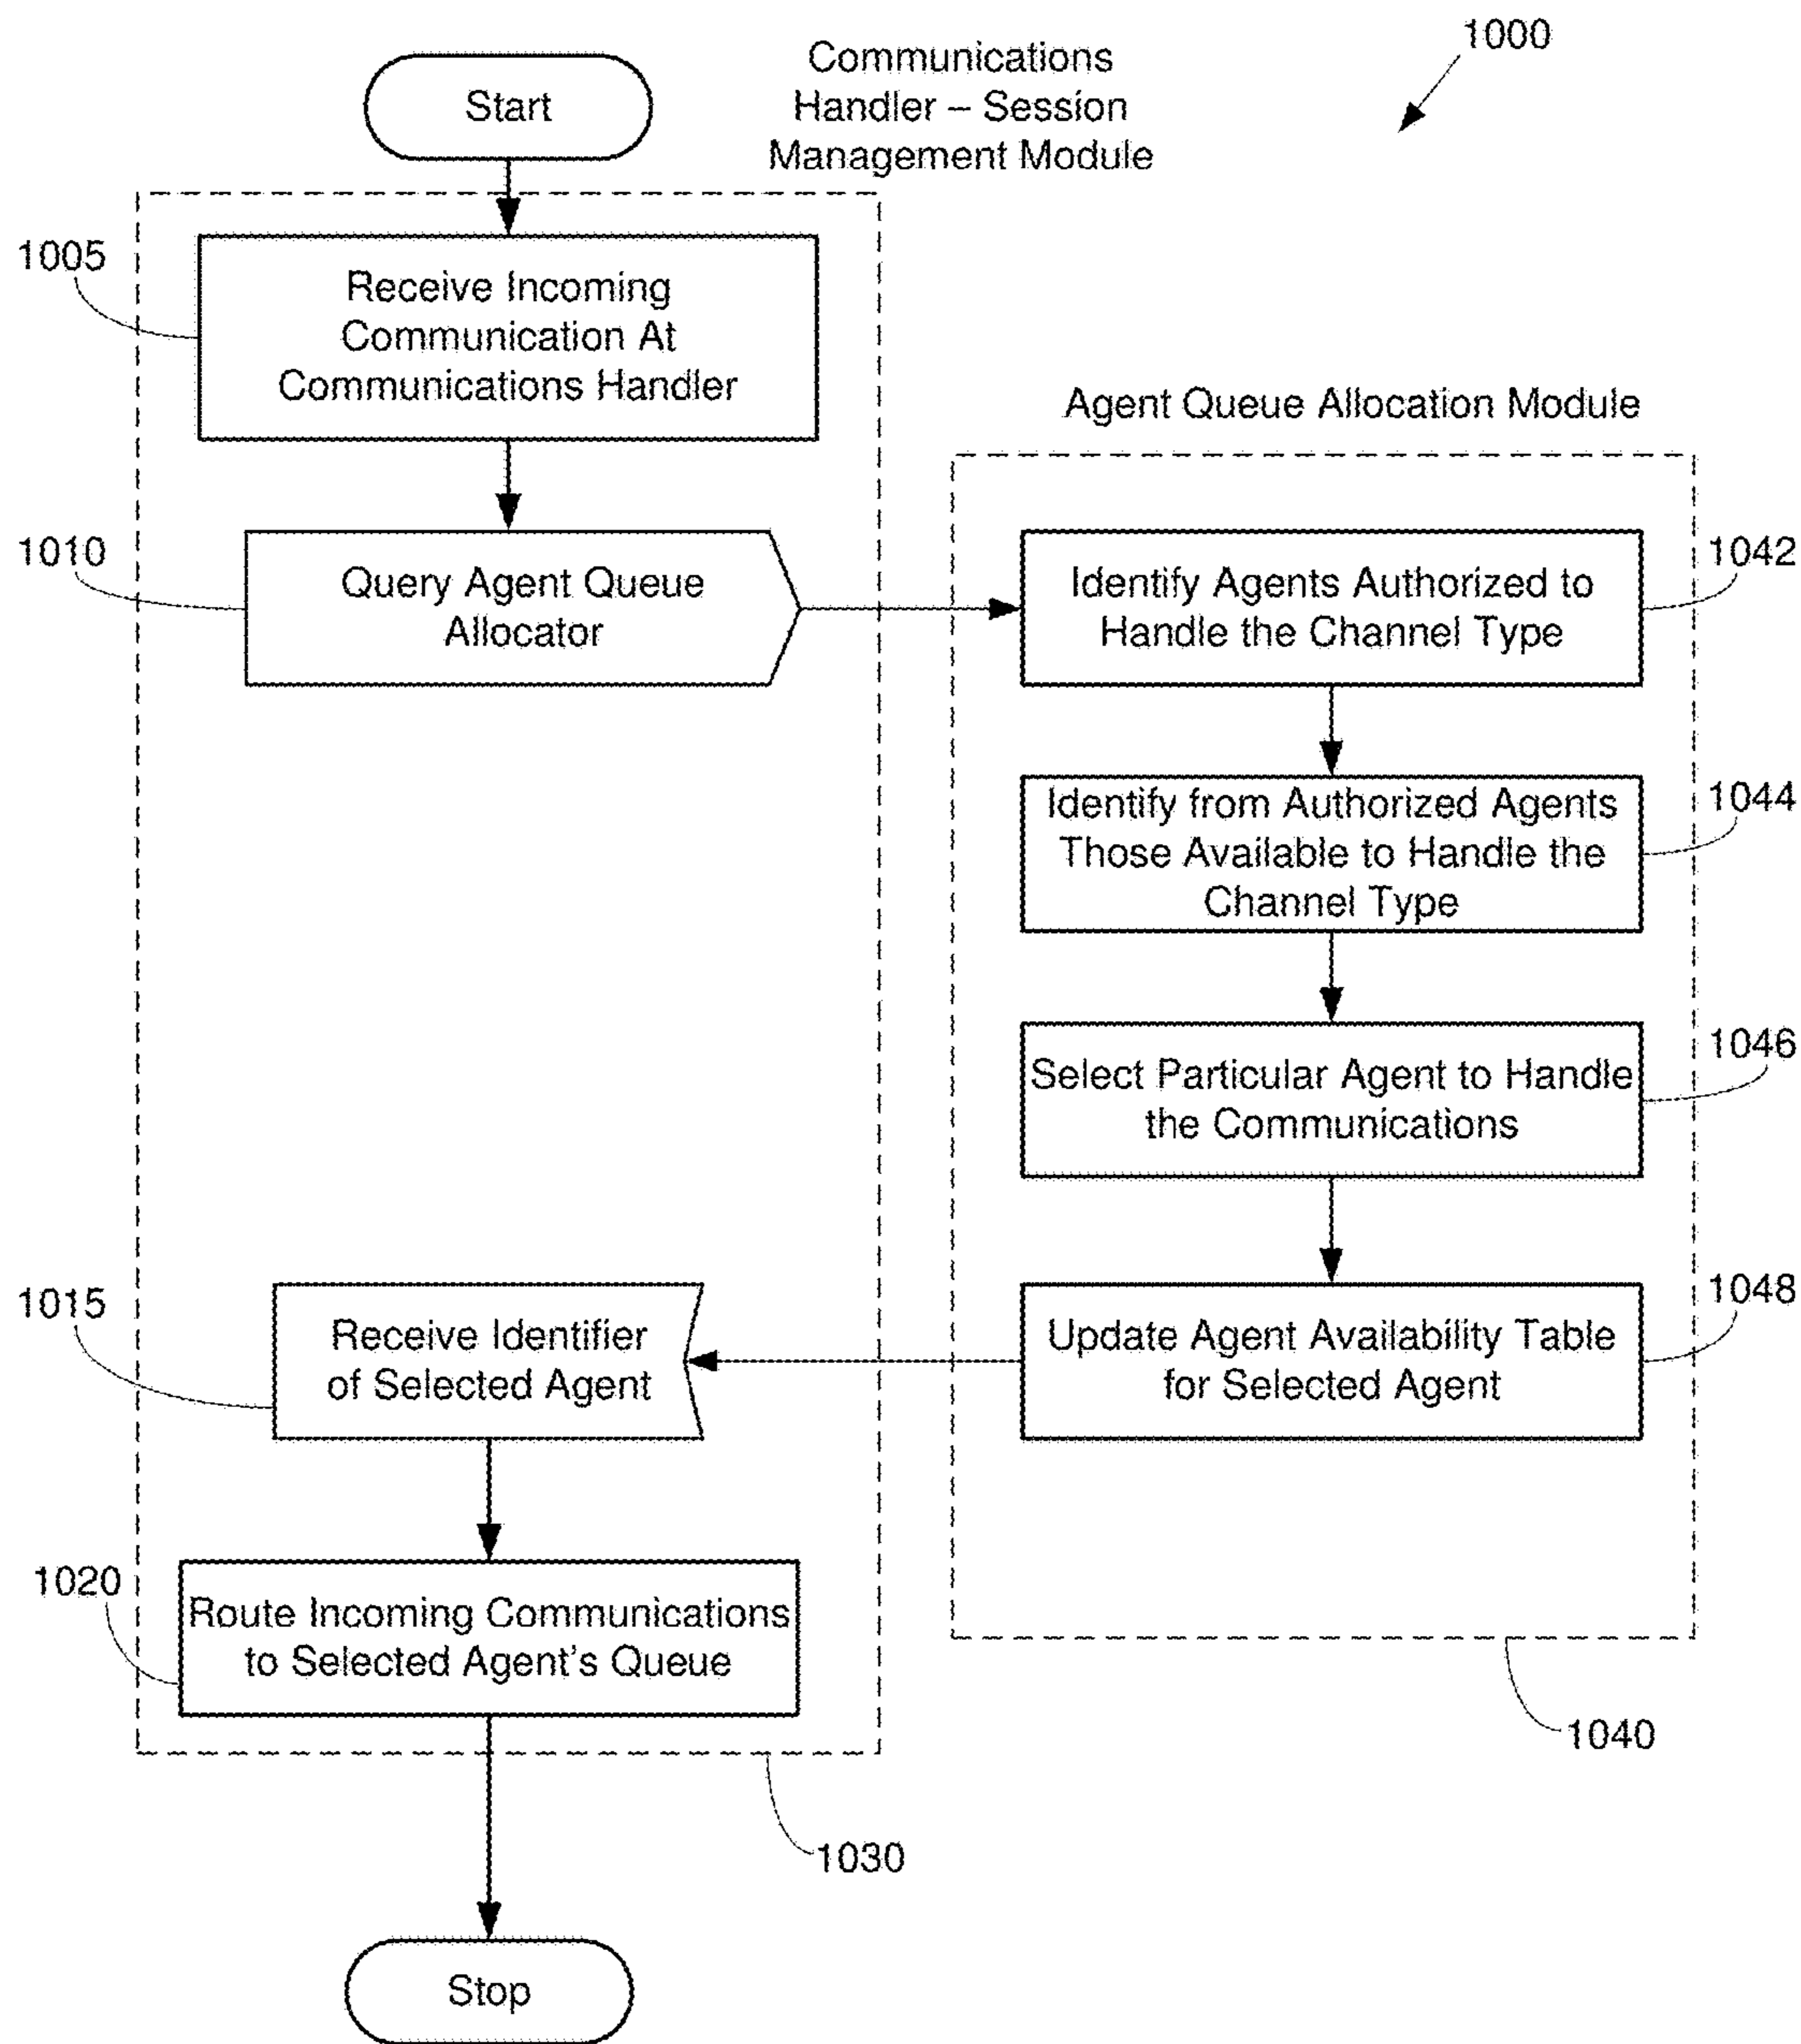 1000
Communications
Handler – Session
Management Module
Start
1005
Receive Incoming
Communication At
Communications Handler
Agent Queue Allocation Module
1010
Query Agent Queue
Allocator
Identify Agents Authorized to
Handle the Channel Type
1042
Identify from Authorized Agents
Those Available to Handle the
Channel Type
1044
Select Particular Agent to Handle
the Communications
1046
1015
Receive Identifier
of Selected Agent
Update Agent Availability Table
for Selected Agent
1048
1020
Route Incoming Communications
to Selected Agent's Queue
1040
1030
Stop